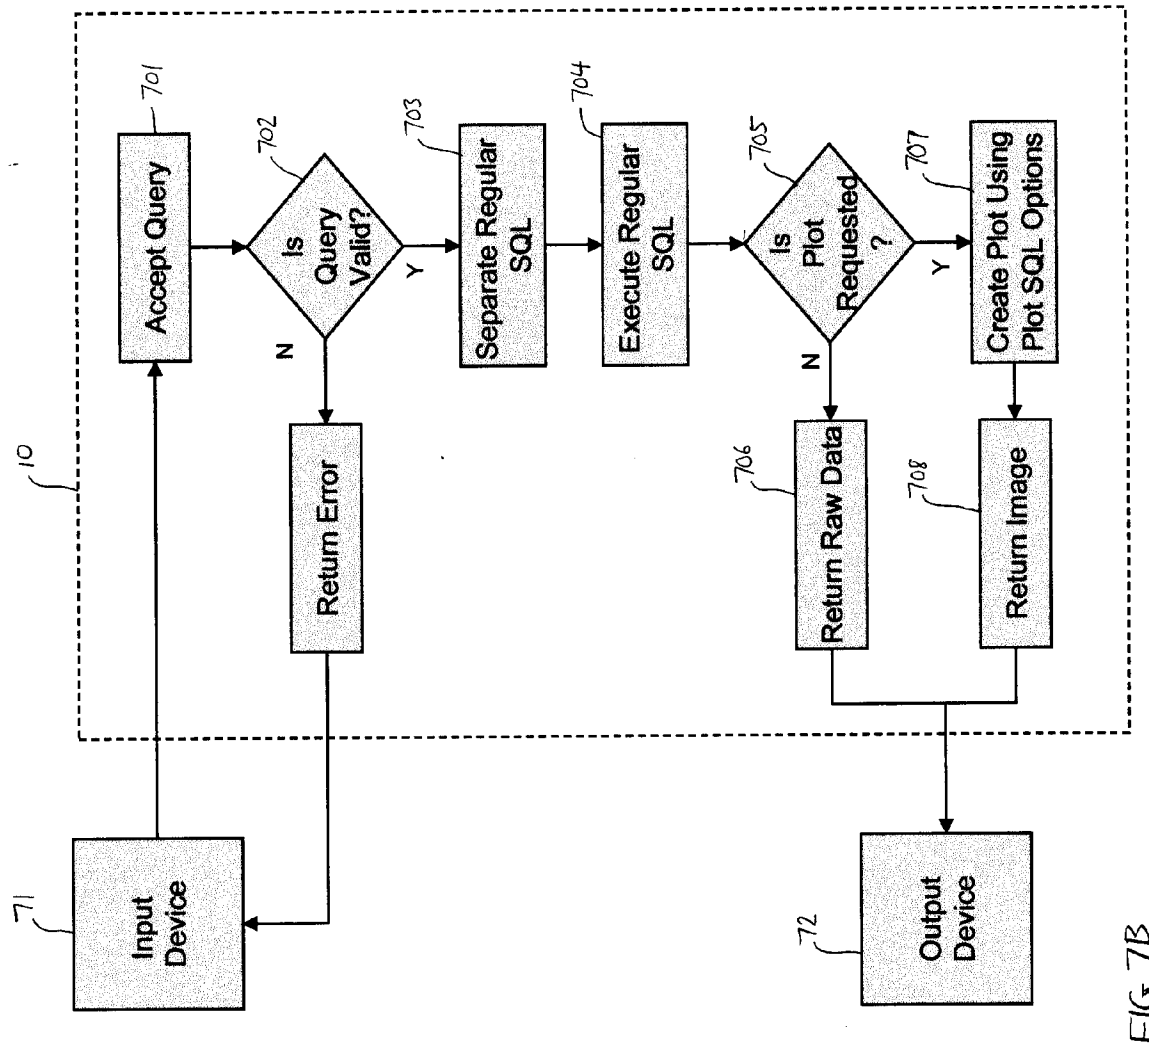 10
71
Input
Device
Accept Query
701
Is
Query
Valid?
702
N
Y
Return Error
Separate Regular
SQL
703
Execute Regular
SQL
704
Is
Plot
Requested
?
705
N
Y
Return Raw Data
706
Create Plot Using
Plot SQL Options
707
Return Image
708
72
Output
Device
FIG 7B